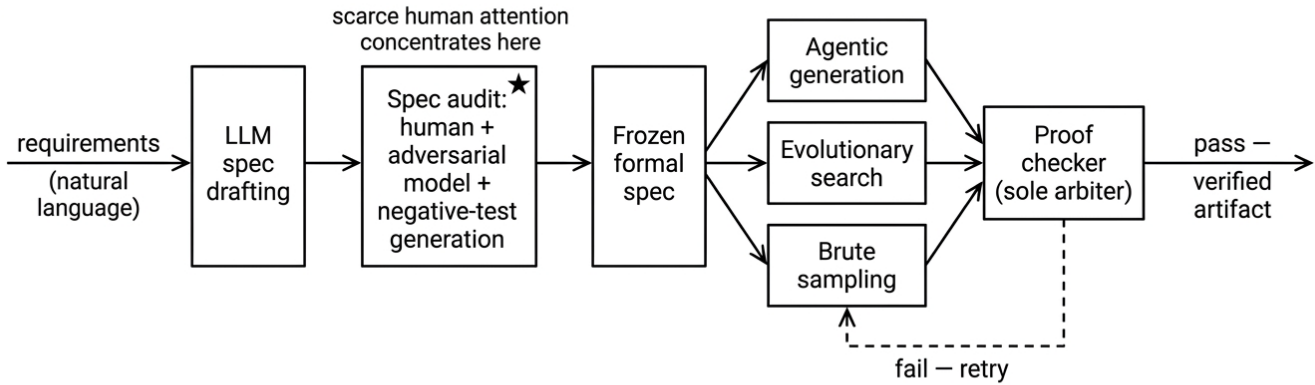 scarce human attention
concentrates here
requirements
(natural
language)
LLM
spec
drafting
Spec audit:
human +
adversarial
model +
negative-test
generation
Frozen
formal
spec
Agentic
generation
Evolutionary
search
Brute
sampling
Proof
checker
(sole arbiter)
pass —
verified
artifact
fail — retry